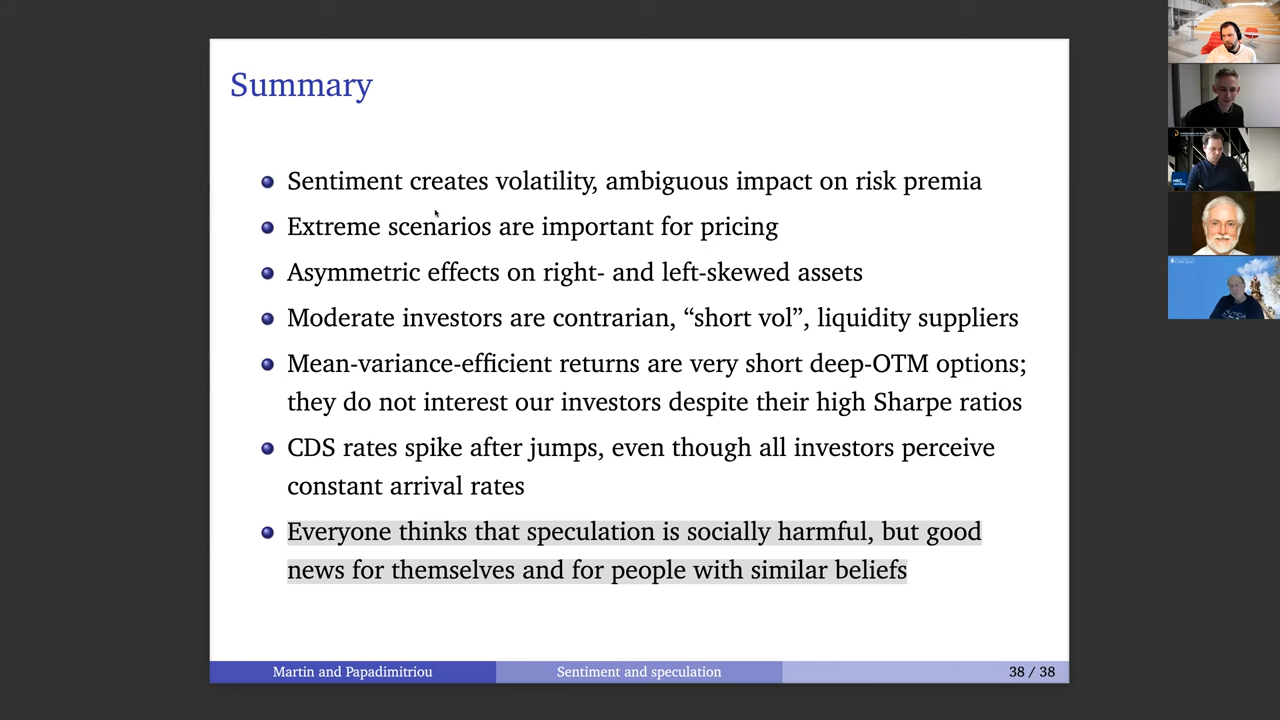 Summary
Sentiment creates volatility, ambiguous impact on risk premia
Extreme scenarios are important for pricing
Asymmetric effects on right- and left-skewed assets
Moderate investors are contrarian, “short vol”, liquidity suppliers
Mean-variance-efficient returns are very short deep-OTM options;
they do not interest our investors despite their high Sharpe ratios
CDS rates spike after jumps, even though all investors perceive
constant arrival rates
Everyone thinks that speculation is socially harmful, but good
news for themselves and for people with similar beliefs
Martin and Papadimitriou
Sentiment and speculation
38 / 38
HEC